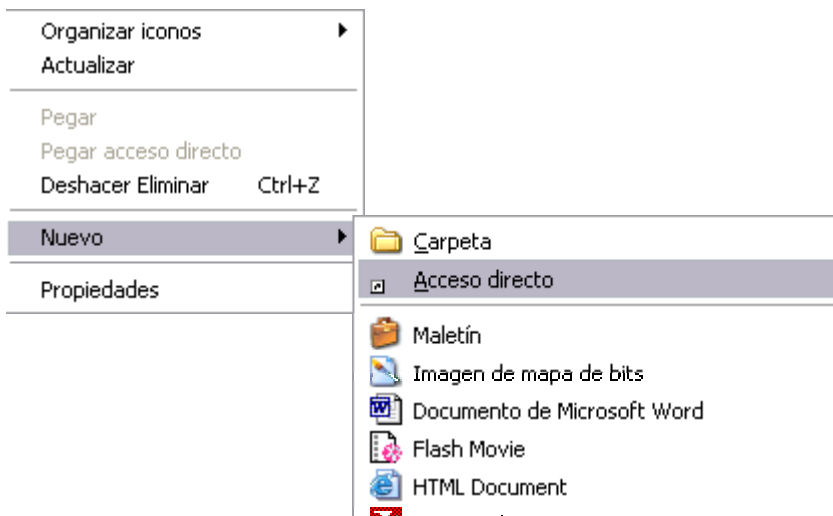 Organizar iconos
Actualizar
Pegar
Pegar acceso directo
Deshacer Eliminar Ctrl+Z
Nuevo
Propiedades
Carpeta
Acceso directo
Maletín
Imagen de mapa de bits
Documento de Microsoft Word
Flash Movie
HTML Document